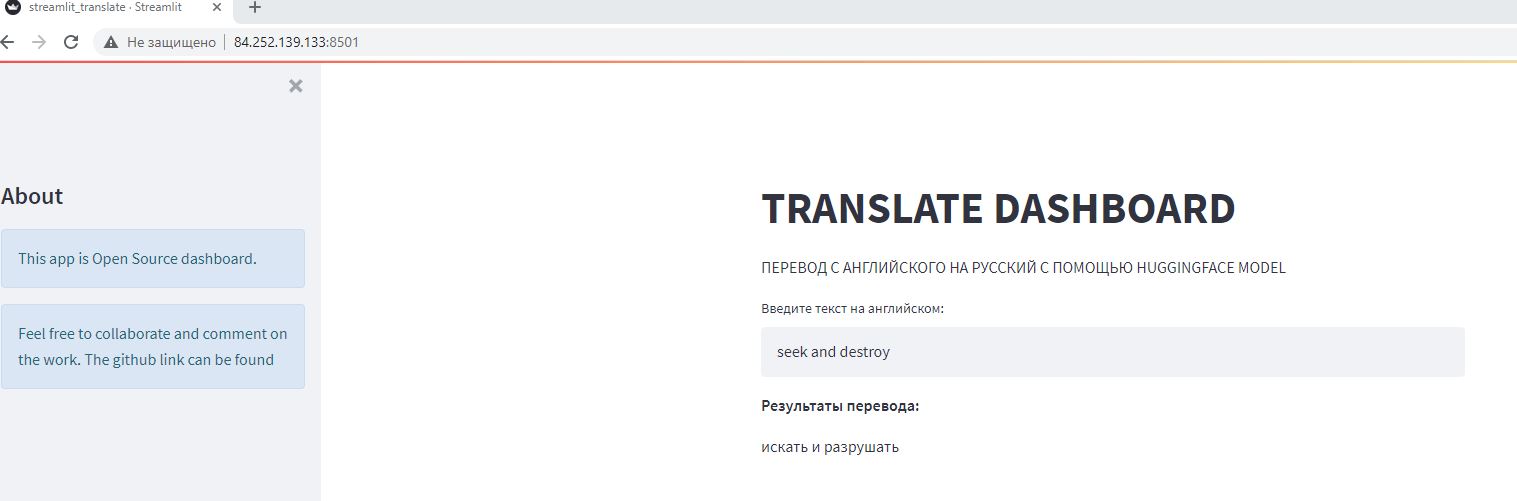 streamlit_translate · Streamlit
Не защищено
84.252.139.133:8501
About
This app is Open Source dashboard.
Feel free to collaborate and comment on
the work. The github link can be found
TRANSLATE DASHBOARD
ПЕРЕВОД С АНГЛИЙСКОГО НА РУССКИЙ С ПОМОЩЬЮ HUGGINGFACE MODEL
Введите текст на английском:
seek and destroy
Результаты перевода:
искать и разрушать